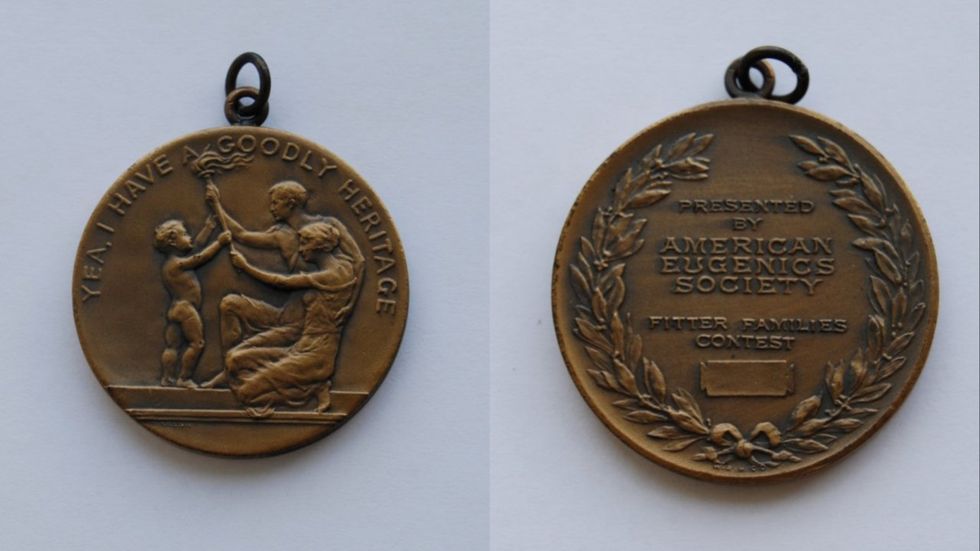 YEA, I HAVE A GOODLY HERITAGE
PRESENTED
BY
AMERICAN
EUGENICS
SOCIETY
FITTER FAMILIES
CONTEST